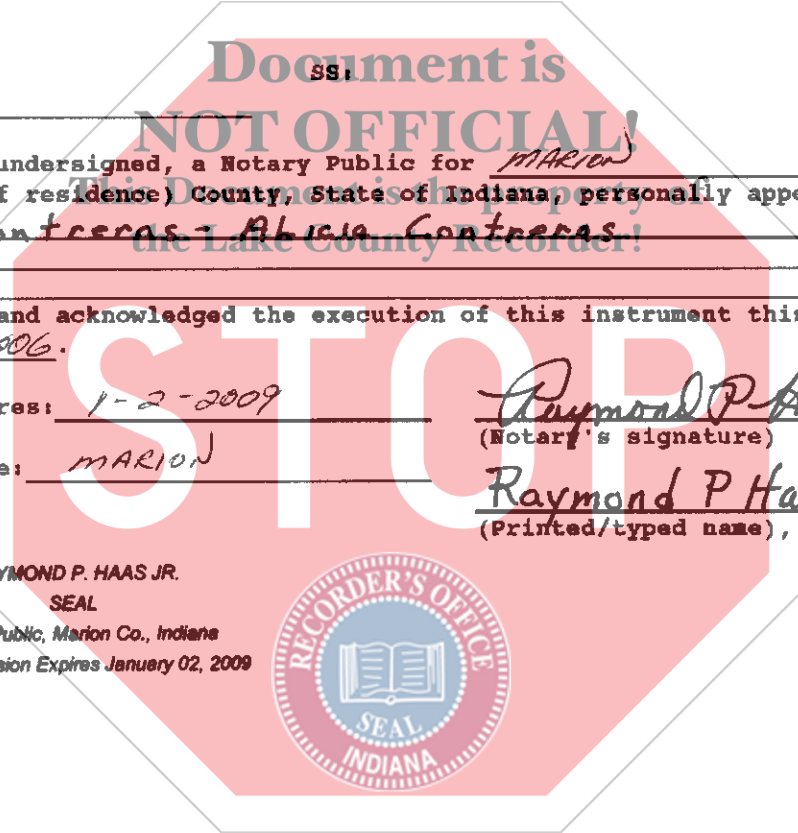 Document is
SS:
NOT OFFICIAL!
undersigned, a Notary Public for MARION
f residence) County, State of Indiana, personally appe
This Document is the property of
ntreras - Alicia Contreras
the Lake County Recorder!
and acknowledged the execution of this instrument this
006.
STOP
res: 1-2-2009
Raymond P Ha
(Notary's signature)
e: MARION
Raymond P Ha
(Printed/typed name),
YMOND P. HAAS JR.
SEAL
Public, Marion Co., Indiana
sion Expires January 02, 2009
RECORDER'S OFFICE
SEAL
INDIANA